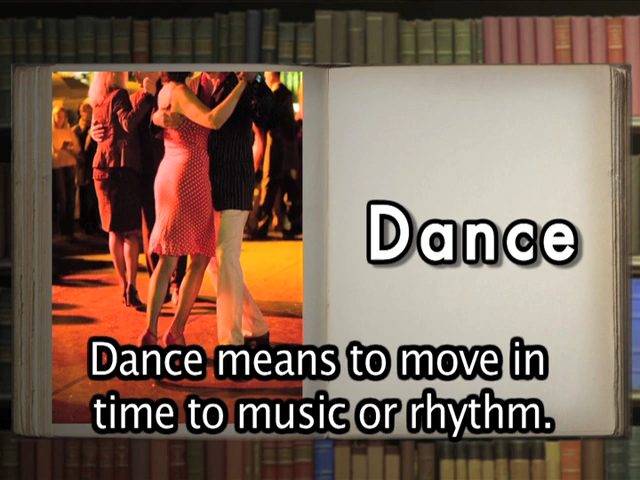 Dance
Dance means to move in
time to music or rhythm.